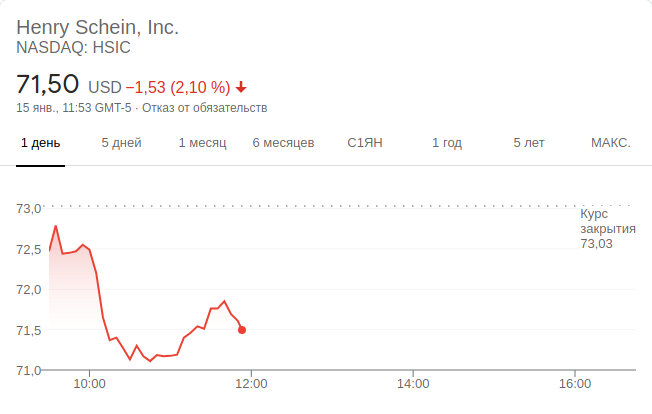 Henry Schein, Inc.
NASDAQ: HSIC
71,50 USD −1,53 (2,10 %)
15 янв., 11:53 GMT-5 · Отказ от обязательств
1 день 5 дней 1 месяц 6 месяцев С1ЯН 1 год 5 лет МАКС.
73,0
Курс
закрытия
73,03
72,5
72,0
71,5
71,0
10:00 12:00 14:00 16:00